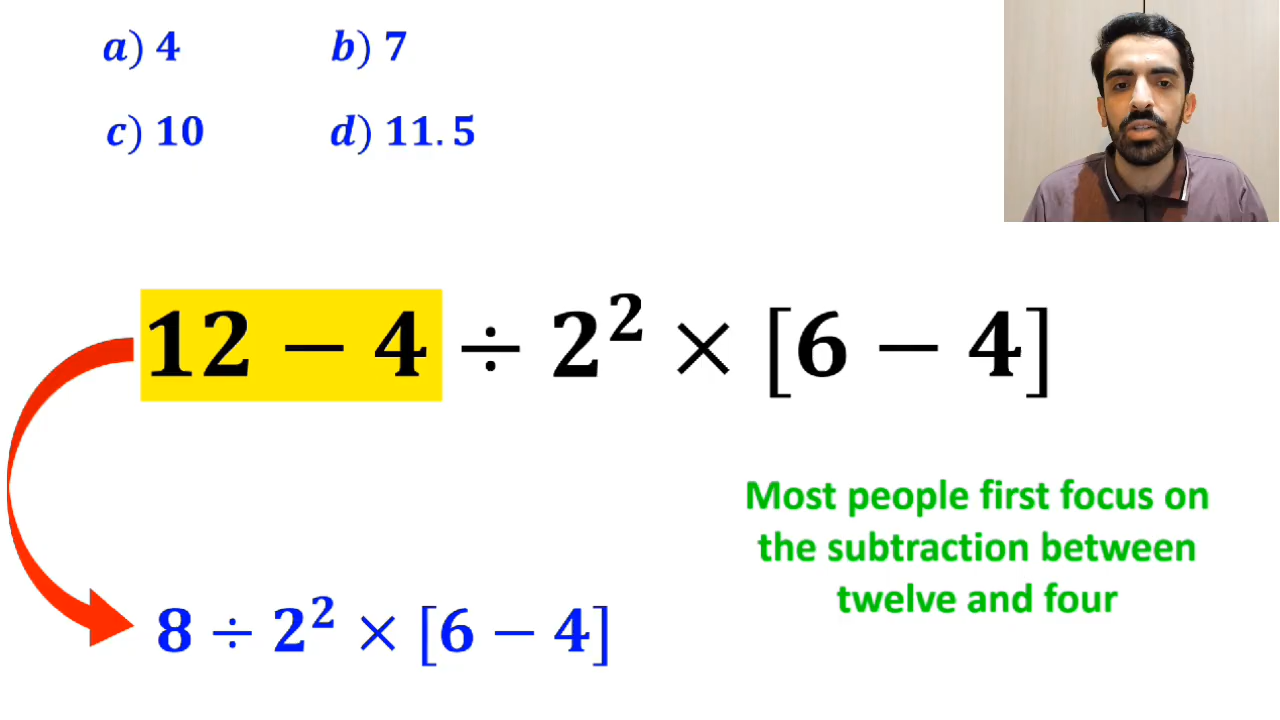 a) 4 b) 7
c) 10 d) 11.5
12 − 4 ÷ 2² × [6 − 4]
Most people first focus on
the subtraction between
twelve and four
8 ÷ 2² × [6 − 4]